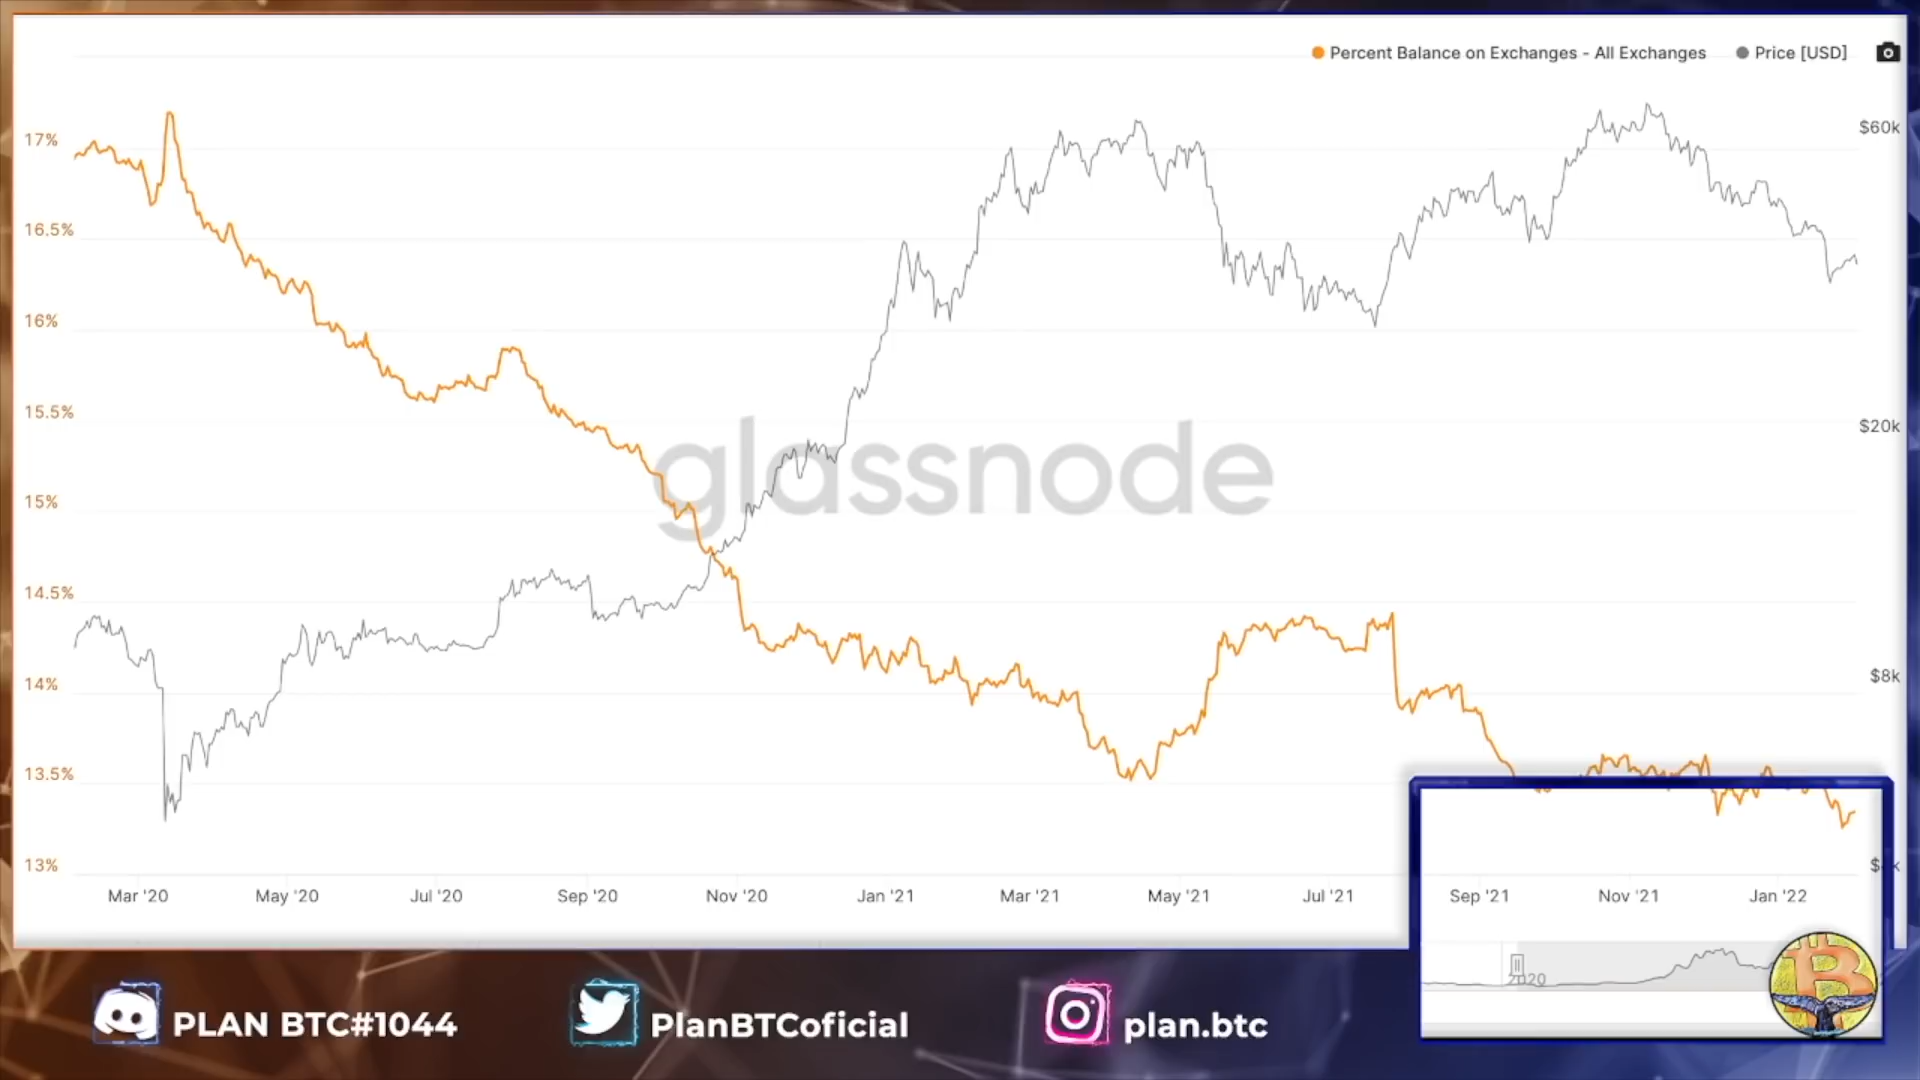 Percent Balance on Exchanges - All Exchanges
Price [USD]
17%
16.5%
16%
15.5%
15%
14.5%
14%
13.5%
13%
$60k
$20k
$8k
glassnode
Mar '20
May '20
Jul '20
Sep '20
Nov '20
Jan '21
Mar '21
May '21
Jul '21
Sep '21
Nov '21
Jan '22
2020
PLAN BTC#1044
PlanBTCoficial
plan.btc